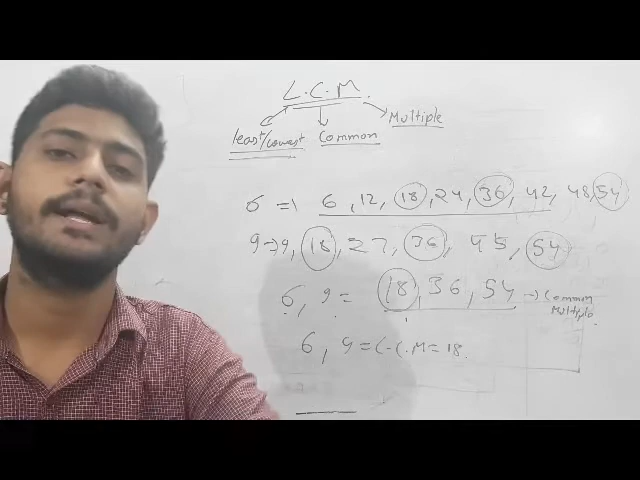 L.C.M.
least/lowest Common Multiple
6 => 6, 12, 18, 24, 36, 42, 48, 54
9 => 9, 18, 27, 36, 45, 54
6, 9 = 18, 36, 54 → Common Multiple.
6, 9 = L.C.M = 18.